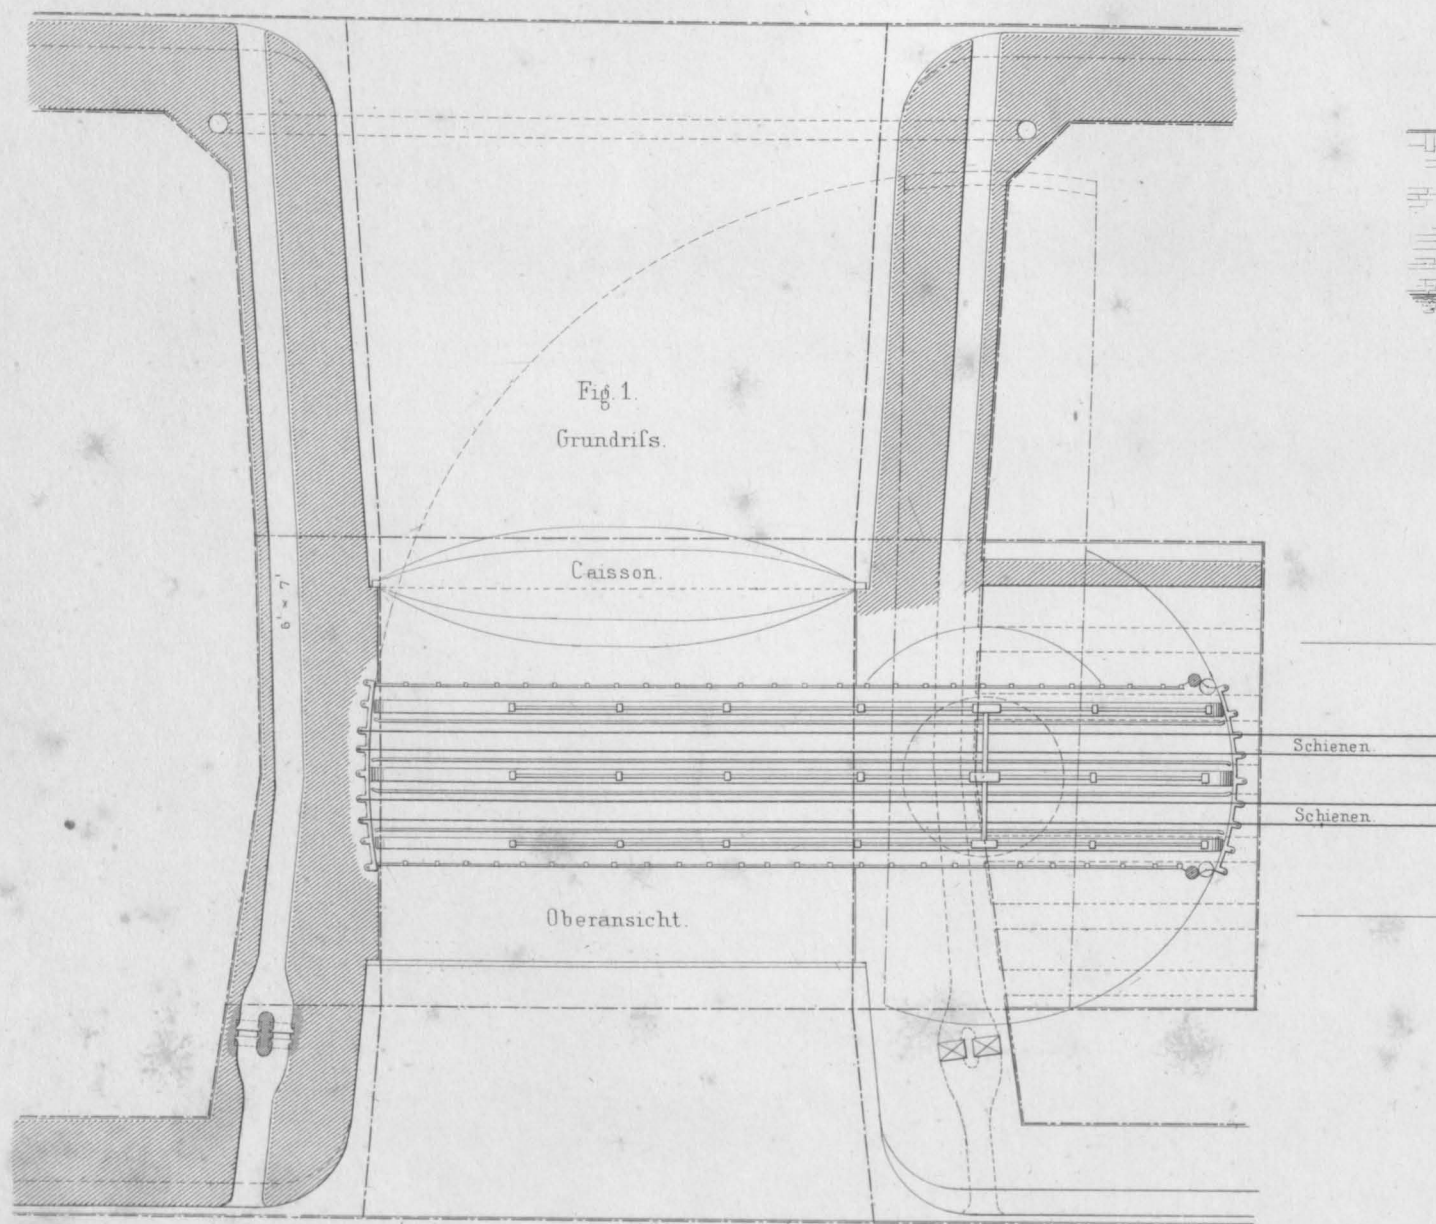 Fig. 1.
Grundriſs.
Caisson.
6' × 7'
Schienen.
Schienen.
Oberansicht.